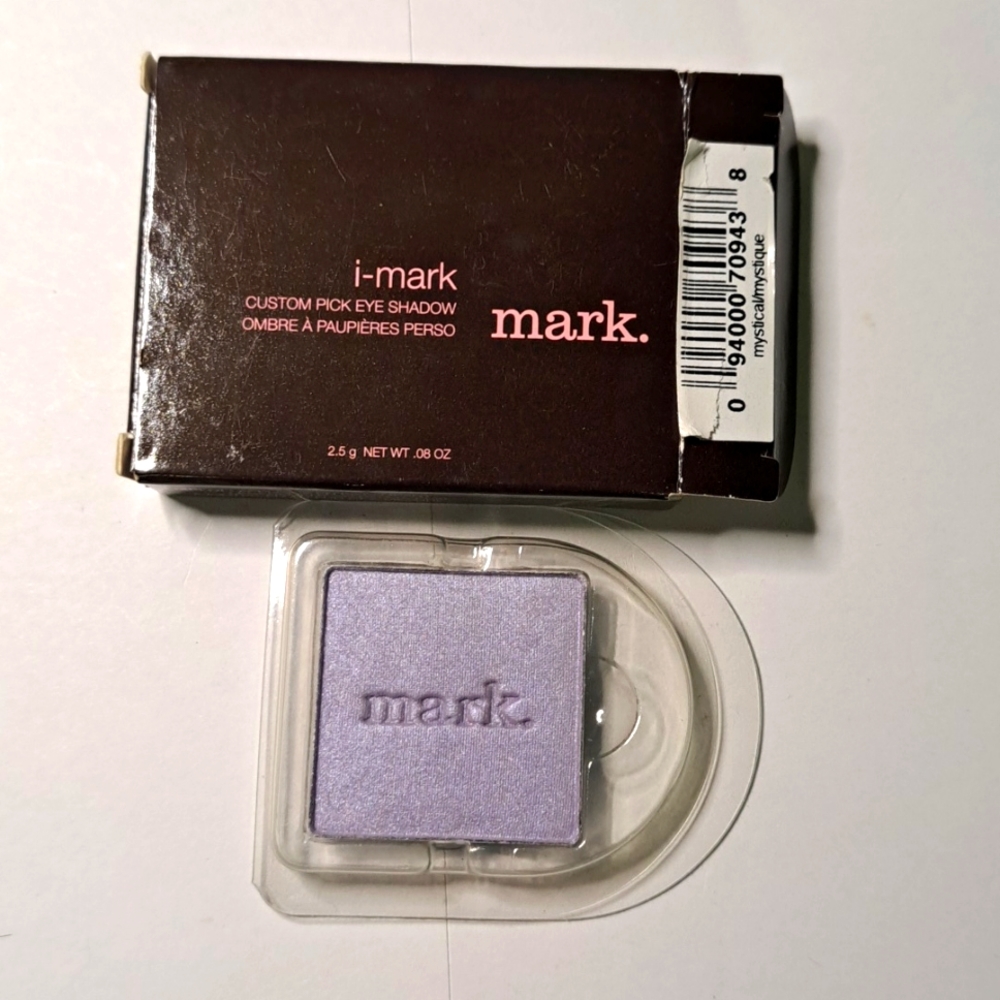 i-mark
CUSTOM PICK EYE SHADOW
OMBRE À PAUPIÈRES PERSO
mark.
2.5 g NET WT .08 OZ
0 94000 70943 8
mystical/mystique
mark.